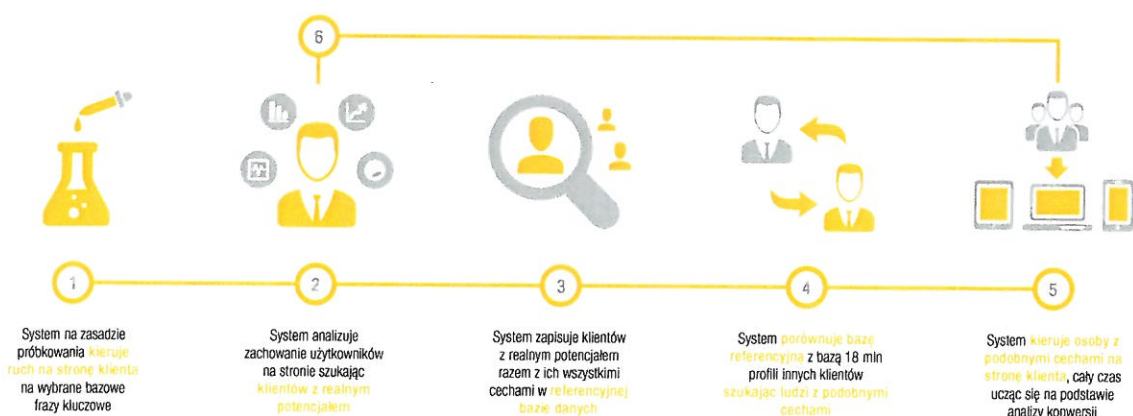 6
1
2
3
4
5
System na zasadzie
próbkowania kieruje
ruch na stronę klienta
na wybrane bazowe
frazy kluczowe
System analizuje
zachowanie użytkowników
na stronie szukając
klientów z realnym
potencjałem
System zapisuje klientów
z realnym potencjałem
razem z ich wszystkimi
cechami w referencyjnej
bazie danych
System porównuje bazę
referencyjną z bazą 18 mln
profili innych klientów
szukając ludzi z podobnymi
cechami
System kieruje osoby z
podobnymi cechami na
stronę klienta, cały czas
ucząc się na podstawie
analizy konwersji